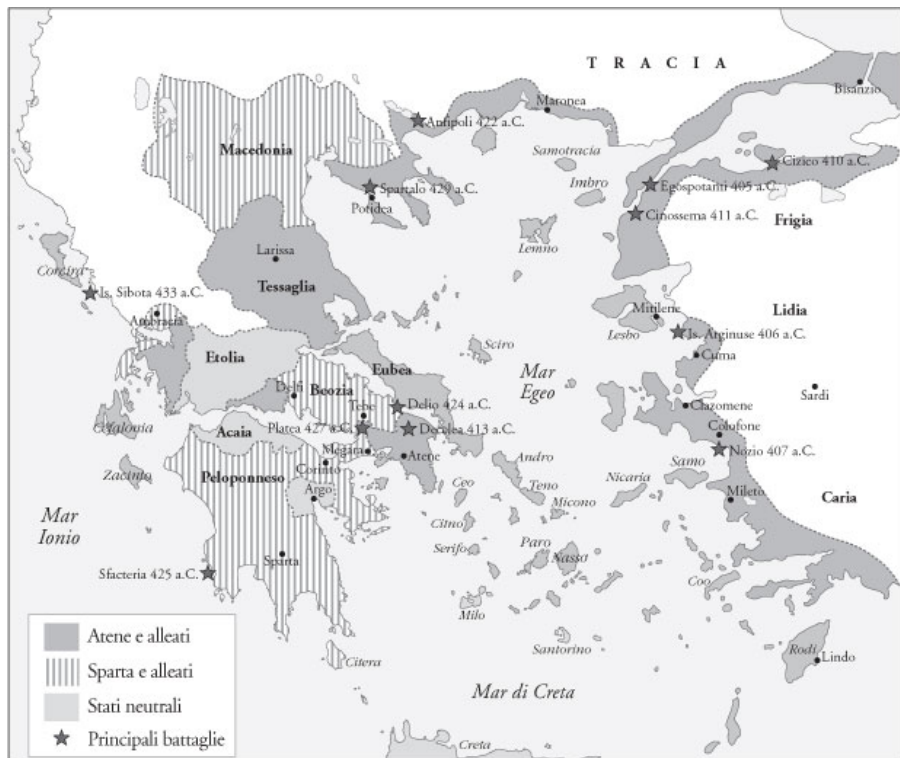 TRACIA
Bisanzio
Maronea
Anfipoli 422 a.C.
Macedonia
Samotracia
Cizico 410 a.C.
Spartalo 429 a.C.
Imbro
Egospotami 405 a.C.
Potidea
Cinossema 411 a.C.
Frigia
Lemno
Larissa
Corcira
Tessaglia
Is. Sibota 433 a.C.
Mitilene
Lidia
Ambracia
Lesbo
Is. Arginuse 406 a.C.
Sciro
Cuma
Etolia
Eubea
Mar
Egeo
Delfi
Beozia
Sardi
Tebe
Delio 424 a.C.
Clazomene
Cefalonia
Platea 427 a.C.
Decelea 413 a.C.
Colofone
Acaia
Megara
Atene
Nozio 407 a.C.
Corinto
Andro
Samo
Zacinto
Peloponneso
Argo
Ceo
Teno
Nicaria
Mileto
Micono
Caria
Mar
Ionio
Citno
Serifo
Paro
Nasso
Sparta
Sfacteria 425 a.C.
Coo
Milo
Santorino
Rodi
Lindo
Citera
Mar di Creta
Creta
Atene e alleati
Sparta e alleati
Stati neutrali
Principali battaglie